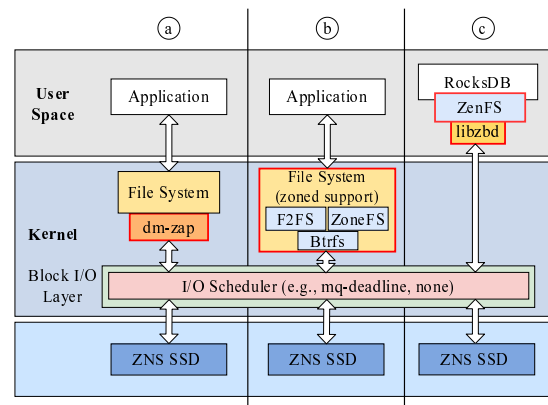 a
b
c
User
Space
Application
Application
RocksDB
ZenFS
libzbd
Kernel
File System
dm-zap
File System
(zoned support)
F2FS
ZoneFS
Btrfs
Block I/O
Layer
I/O Scheduler (e.g., mq-deadline, none)
ZNS SSD
ZNS SSD
ZNS SSD